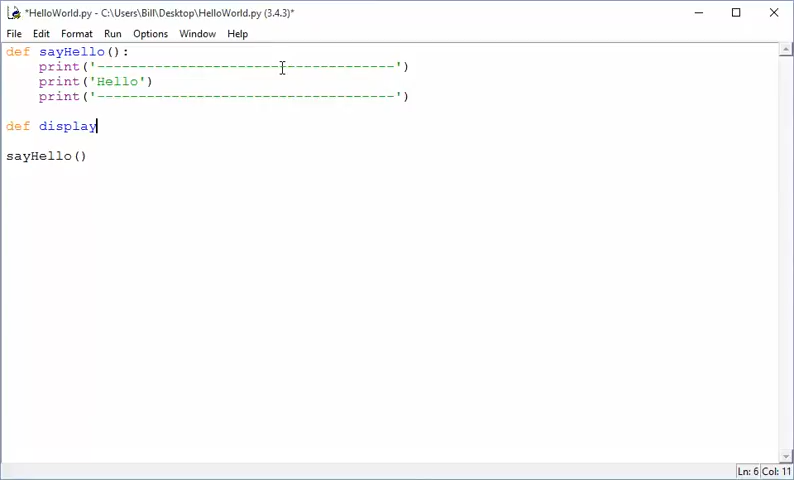 *HelloWorld.py - C:\Users\Bill\Desktop\HelloWorld.py (3.4.3)*
File Edit Format Run Options Window Help
def sayHello():
    print('------------------------------------')
    print('Hello')
    print('------------------------------------')
def display
sayHello()
Ln: 6 Col: 11